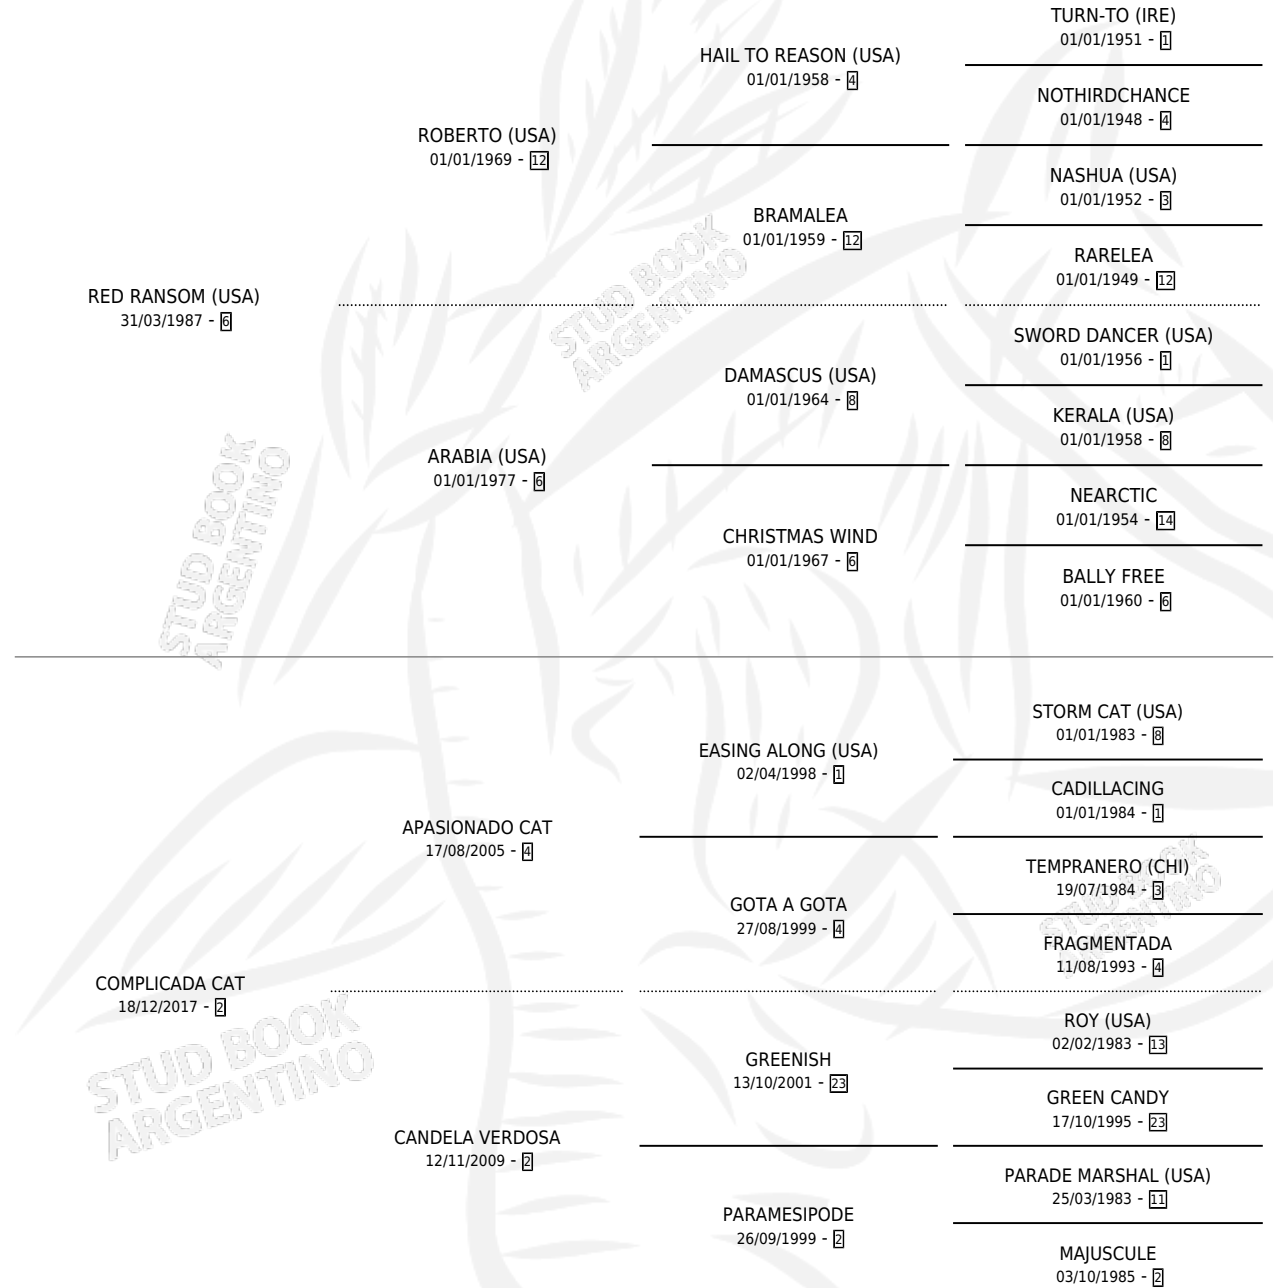 TURN-TO (IRE)
01/01/1951 - 1
HAIL TO REASON (USA)
01/01/1958 - 4
NOTHIRDCHANCE
01/01/1948 - 4
ROBERTO (USA)
01/01/1969 - 12
NASHUA (USA)
01/01/1952 - 3
BRAMALEA
01/01/1959 - 12
RARELEA
01/01/1949 - 12
RED RANSOM (USA)
31/03/1987 - 6
STUD BOOK
ARGENTINO
SWORD DANCER (USA)
01/01/1956 - 1
DAMASCUS (USA)
01/01/1964 - 8
KERALA (USA)
01/01/1958 - 8
ARABIA (USA)
01/01/1977 - 6
NEARCTIC
01/01/1954 - 14
CHRISTMAS WIND
01/01/1967 - 6
BALLY FREE
01/01/1960 - 6
STUD BOOK
ARGENTINO
STORM CAT (USA)
01/01/1983 - 8
EASING ALONG (USA)
02/04/1998 - 1
CADILLACING
01/01/1984 - 1
APASIONADO CAT
17/08/2005 - 4
TEMPRANERO (CHI)
19/07/1984 - 3
GOTA A GOTA
27/08/1999 - 4
FRAGMENTADA
11/08/1993 - 4
STUD BOOK
ARGENTINO
COMPLICADA CAT
18/12/2017 - 2
ROY (USA)
02/02/1983 - 13
GREENISH
13/10/2001 - 23
GREEN CANDY
17/10/1995 - 23
STUD BOOK
ARGENTINO
CANDELA VERDOSA
12/11/2009 - 2
PARADE MARSHAL (USA)
25/03/1983 - 11
PARAMESIPODE
26/09/1999 - 2
MAJUSCULE
03/10/1985 - 2